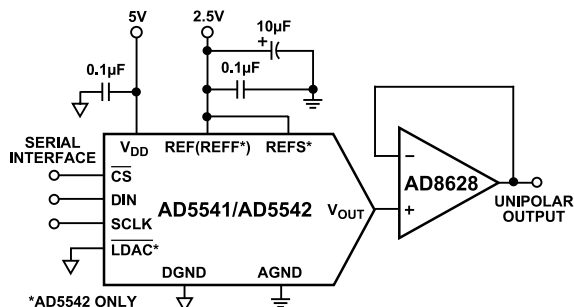 5V
2.5V
10µF
0.1µF
0.1µF
SERIAL
INTERFACE
VDD
REF(REFF*)
REFS*
CS
DIN
SCLK
LDAC*
AD5541/AD5542
VOUT
DGND
AGND
–
+
AD8628
UNIPOLAR
OUTPUT
*AD5542 ONLY
+